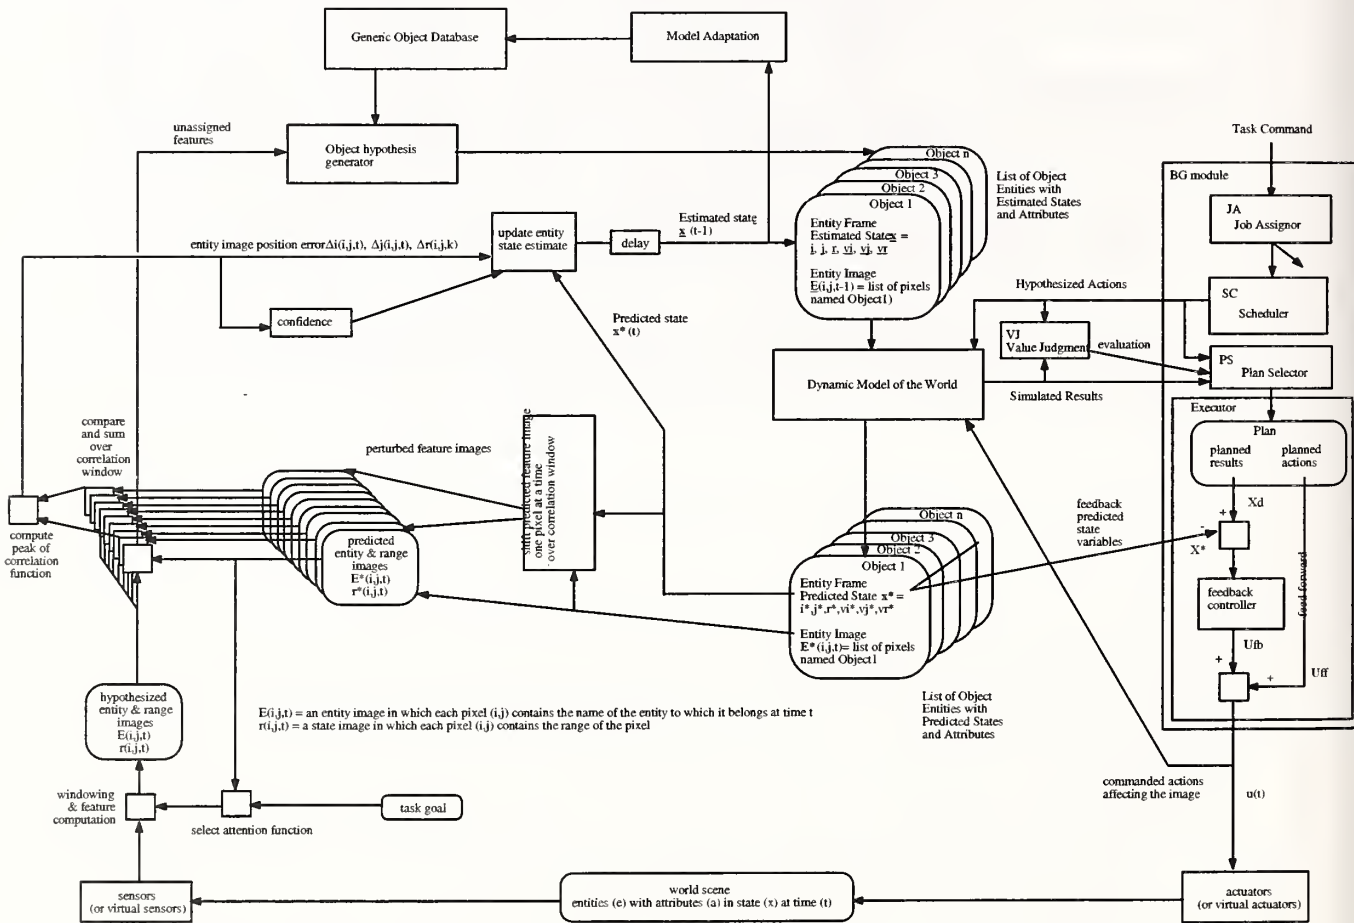 Generic Object Database
Model Adaptation
unassigned
features
Object hypothesis
generator
Task Command
BG module
Object n
Object 3
Object 2
Object 1
Entity Frame
Estimated States x =
i, j, r, vi, vj, vr
Entity Image
E(i,j,t-1) = list of pixels
named Object1)
List of Object
Entities with
Estimated States
and Attributes
JA
Job Assignor
entity image position error Δi(i,j,t), Δj(i,j,t), Δr(i,j,k)
update entity
state estimate
delay
Estimated state
x (t-1)
confidence
Predicted state
x* (t)
Hypothesized Actions
SC
Scheduler
VJ
Value Judgment
evaluation
PS
Plan Selector
Dynamic Model of the World
Simulated Results
Executor
Plan
planned
results
planned
actions
compare
and sum
over
correlation
window
perturbed feature images
shift predicted feature image
one pixel at a time
over correlation window
compute
peak of
correlation
function
predicted
entity & range
images
E*(i,j,t)
r*(i,j,t)
Object n
Object 3
Object 2
Object 1
Entity Frame
Predicted State x* =
i*,j*,r*,vi*,vj*,vr*
Entity Image
E*(i,j,t)= list of pixels
named Object1
feedback
predicted
state
variables
+
Xd
-
X*
feedback
controller
feed forward
Ufb
+
+
Uff
List of Object
Entities with
Predicted States
and Attributes
hypothesized
entity & range
images
E(i,j,t)
r(i,j,t)
E(i,j,t) = an entity image in which each pixel (i,j) contains the name of the entity to which it belongs at time t
r(i,j,t) = a state image in which each pixel (i,j) contains the range of the pixel
windowing
& feature
computation
select attention function
task goal
commanded actions
affecting the image
u(t)
sensors
(or virtual sensors)
world scene
entities (e) with attributes (a) in state (x) at time (t)
actuators
(or virtual actuators)